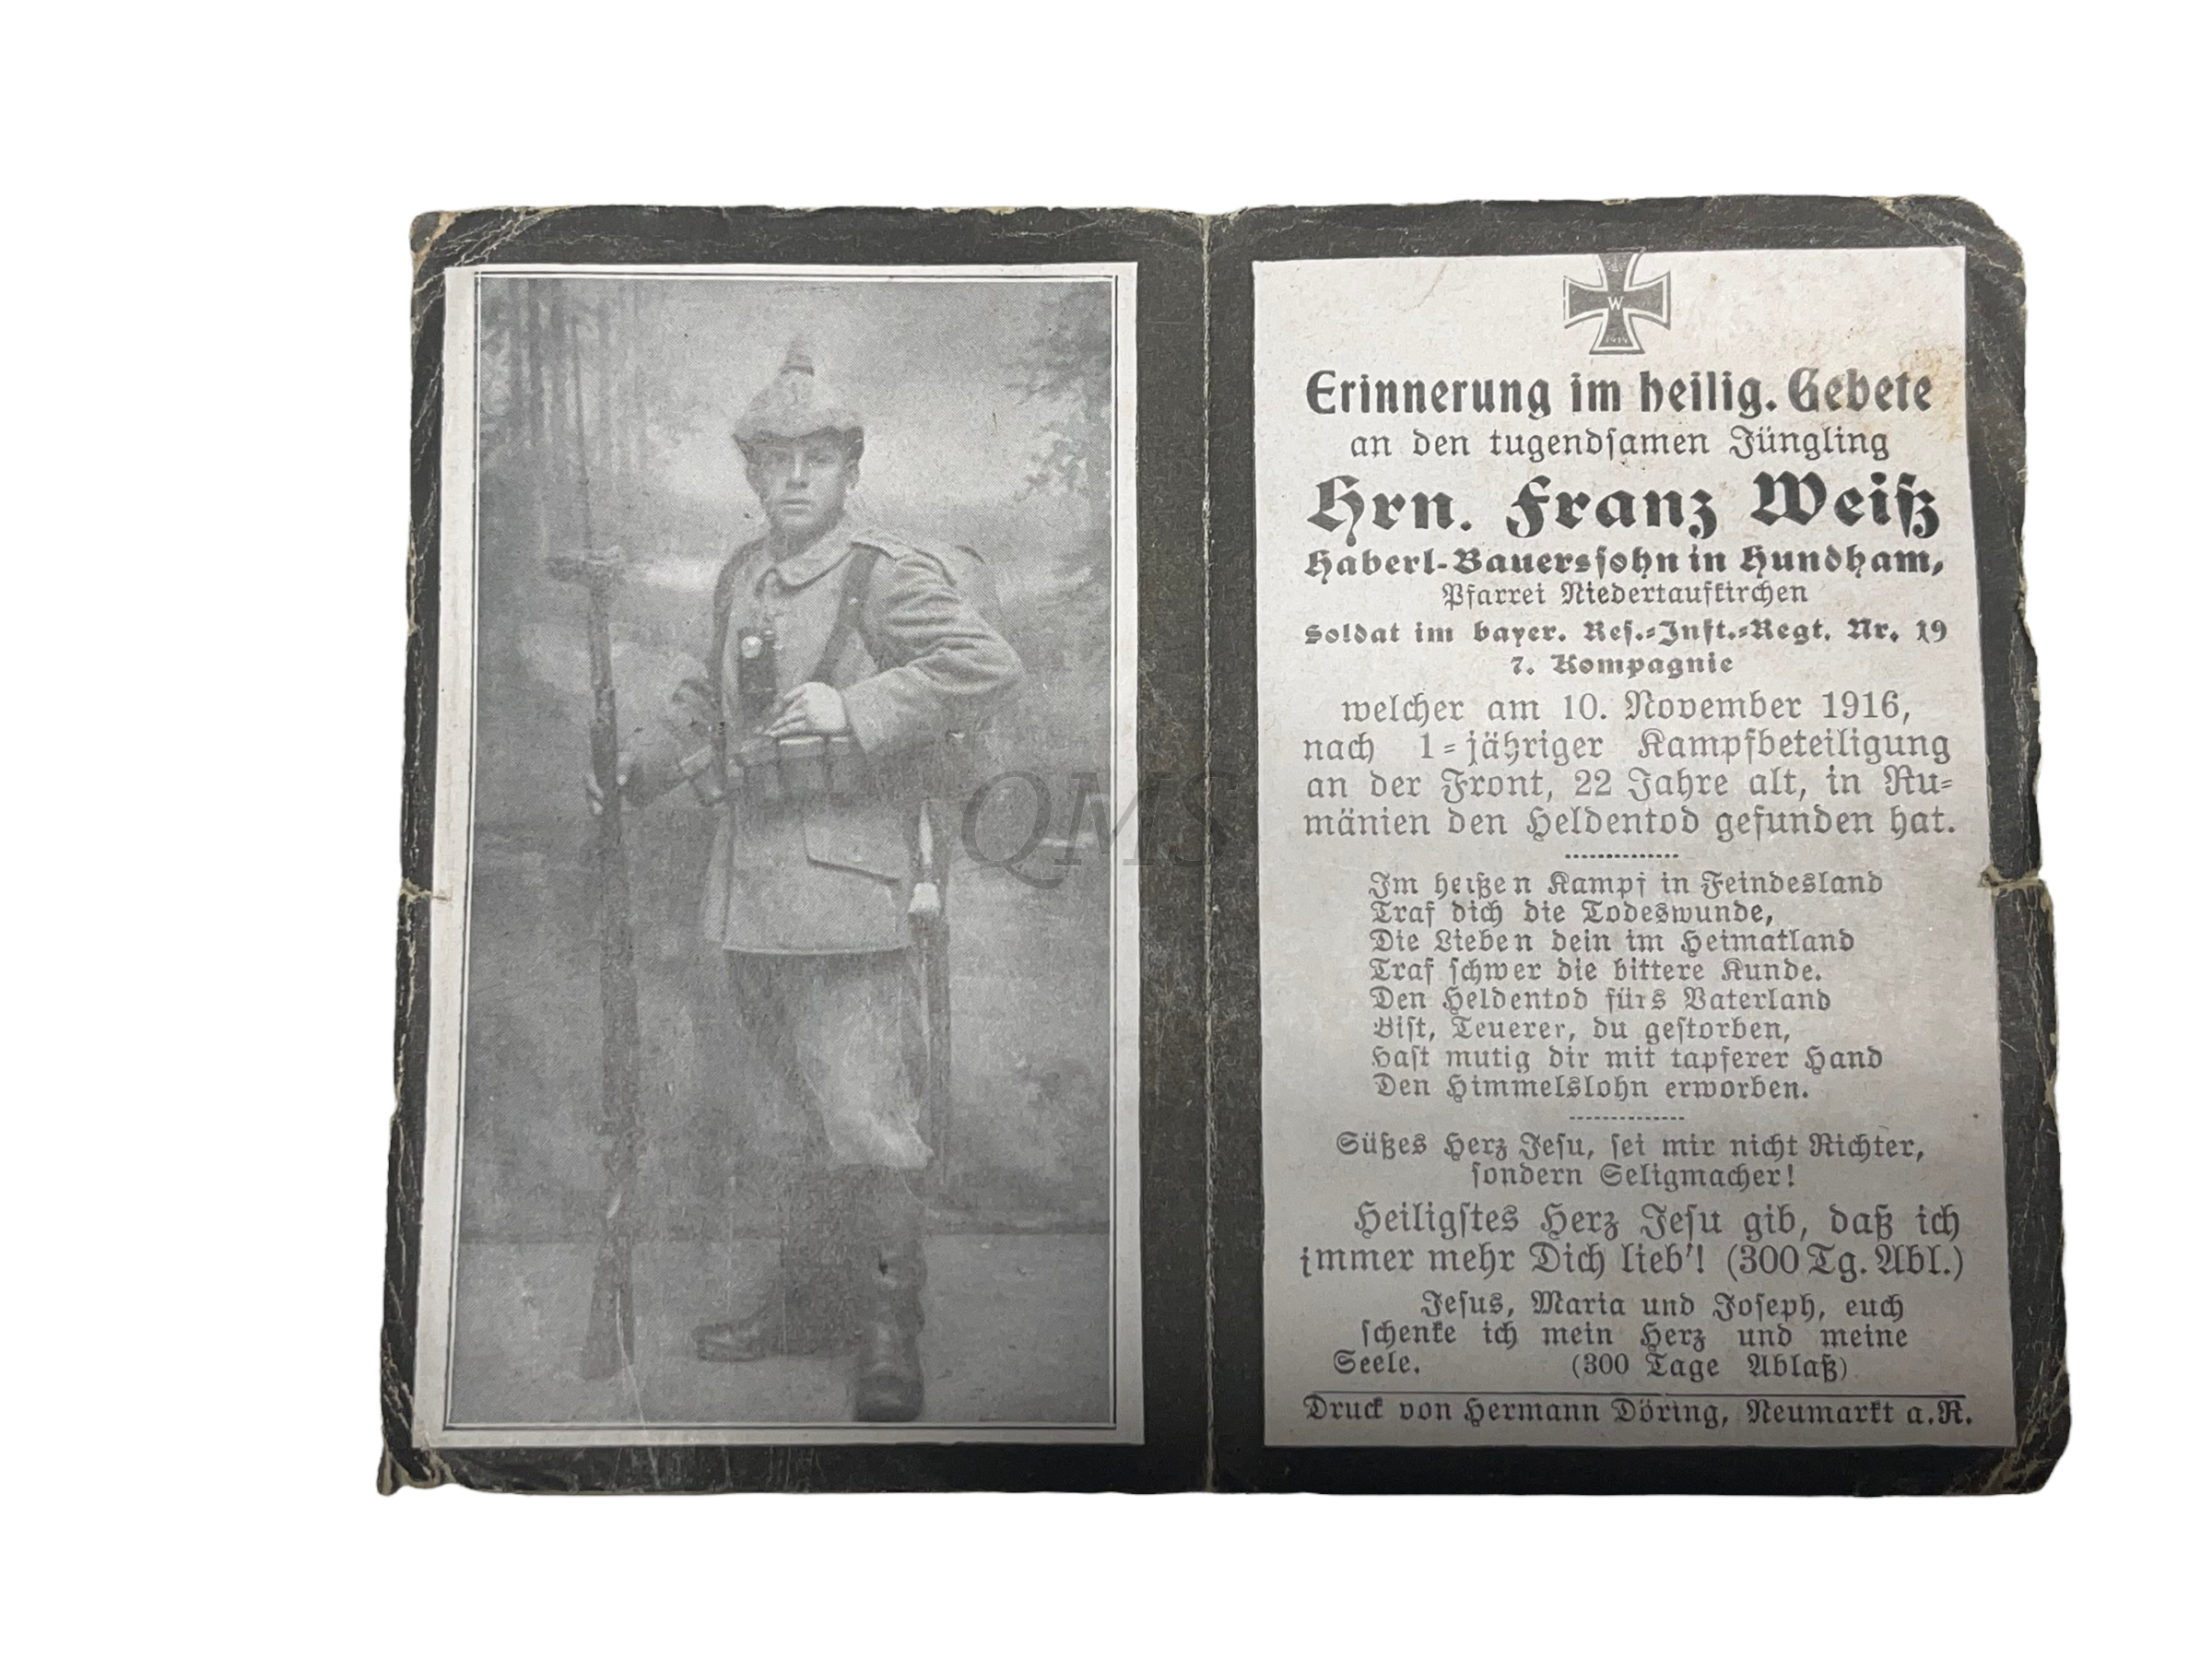 W
1914
Erinnerung im heilig. Gebete
an den tugendsamen Jüngling
Hrn. Franz Weiß
Haberl-Bauerssohn in Hundham,
Pfarrei Niedertaufkirchen
Soldat im bayer. Res.-Inft.-Regt. Nr. 19
7. Kompagnie
welcher am 10. November 1916,
nach 1-jähriger Kampfbeteiligung
an der Front, 22 Jahre alt, in Ru-
mänien den Heldentod gefunden hat.
Im heißen Kampf in Feindesland
Traf dich die Todeswunde,
Die Lieben dein im Heimatland
Traf schwer die bittere Kunde.
Den Heldentod fürs Vaterland
Bist, Teuerer, du gestorben,
Hast mutig dir mit tapferer Hand
Den Himmelslohn erworben.
Süßes Herz Jesu, sei mir nicht Richter,
sondern Seligmacher!
Heiligstes Herz Jesu gib, daß ich
immer mehr Dich lieb'! (300 Tg. Abl.)
Jesus, Maria und Joseph, euch
schenke ich mein Herz und meine
Seele. (300 Tage Ablaß)
Druck von Hermann Döring, Neumarkt a. R.
QMS